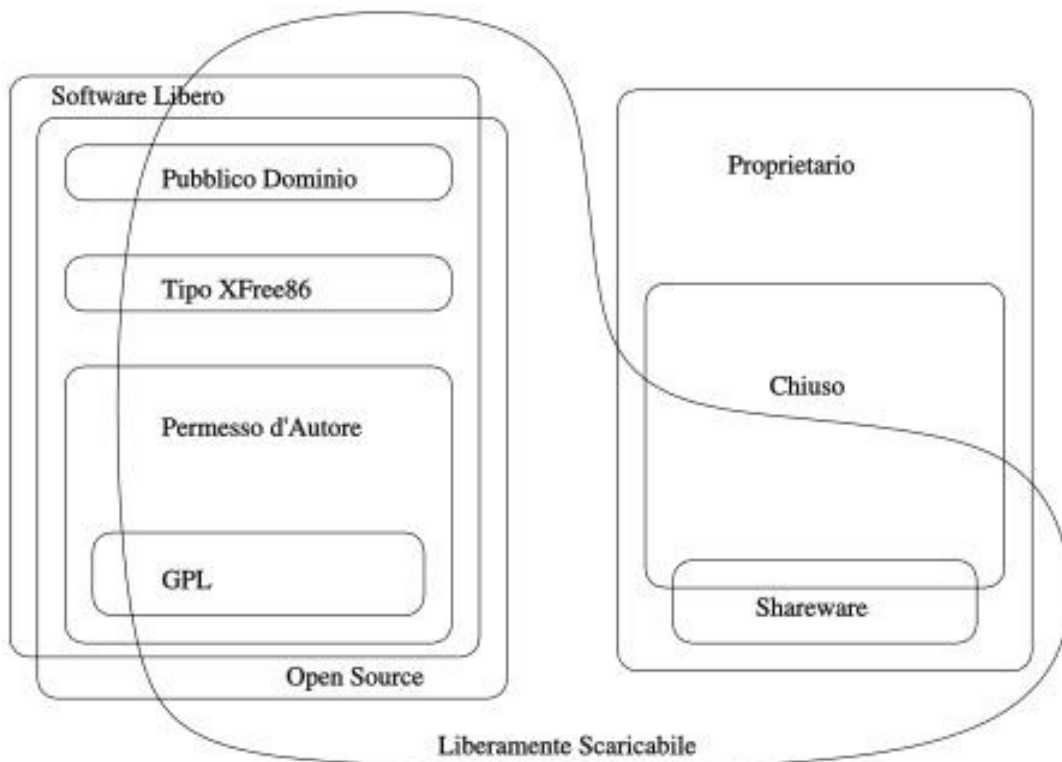 Software Libero
Pubblico Dominio
Proprietario
Tipo XFree86
Chiuso
Permesso d'Autore
GPL
Shareware
Open Source
Liberamente Scaricabile